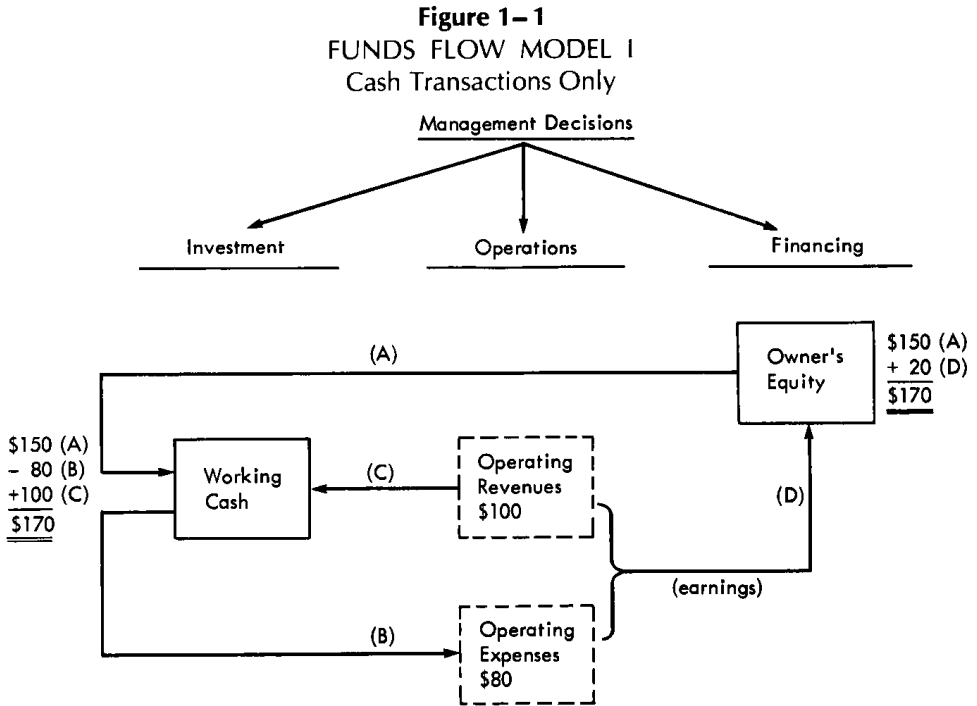 Figure 1–1
FUNDS FLOW MODEL I
Cash Transactions Only
Management Decisions
Investment
Operations
Financing
(A)
Owner's
Equity
$150 (A)
+ 20 (D)
$170
$150 (A)
- 80 (B)
+100 (C)
$170
Working
Cash
(C)
Operating
Revenues
$100
(D)
(earnings)
(B)
Operating
Expenses
$80